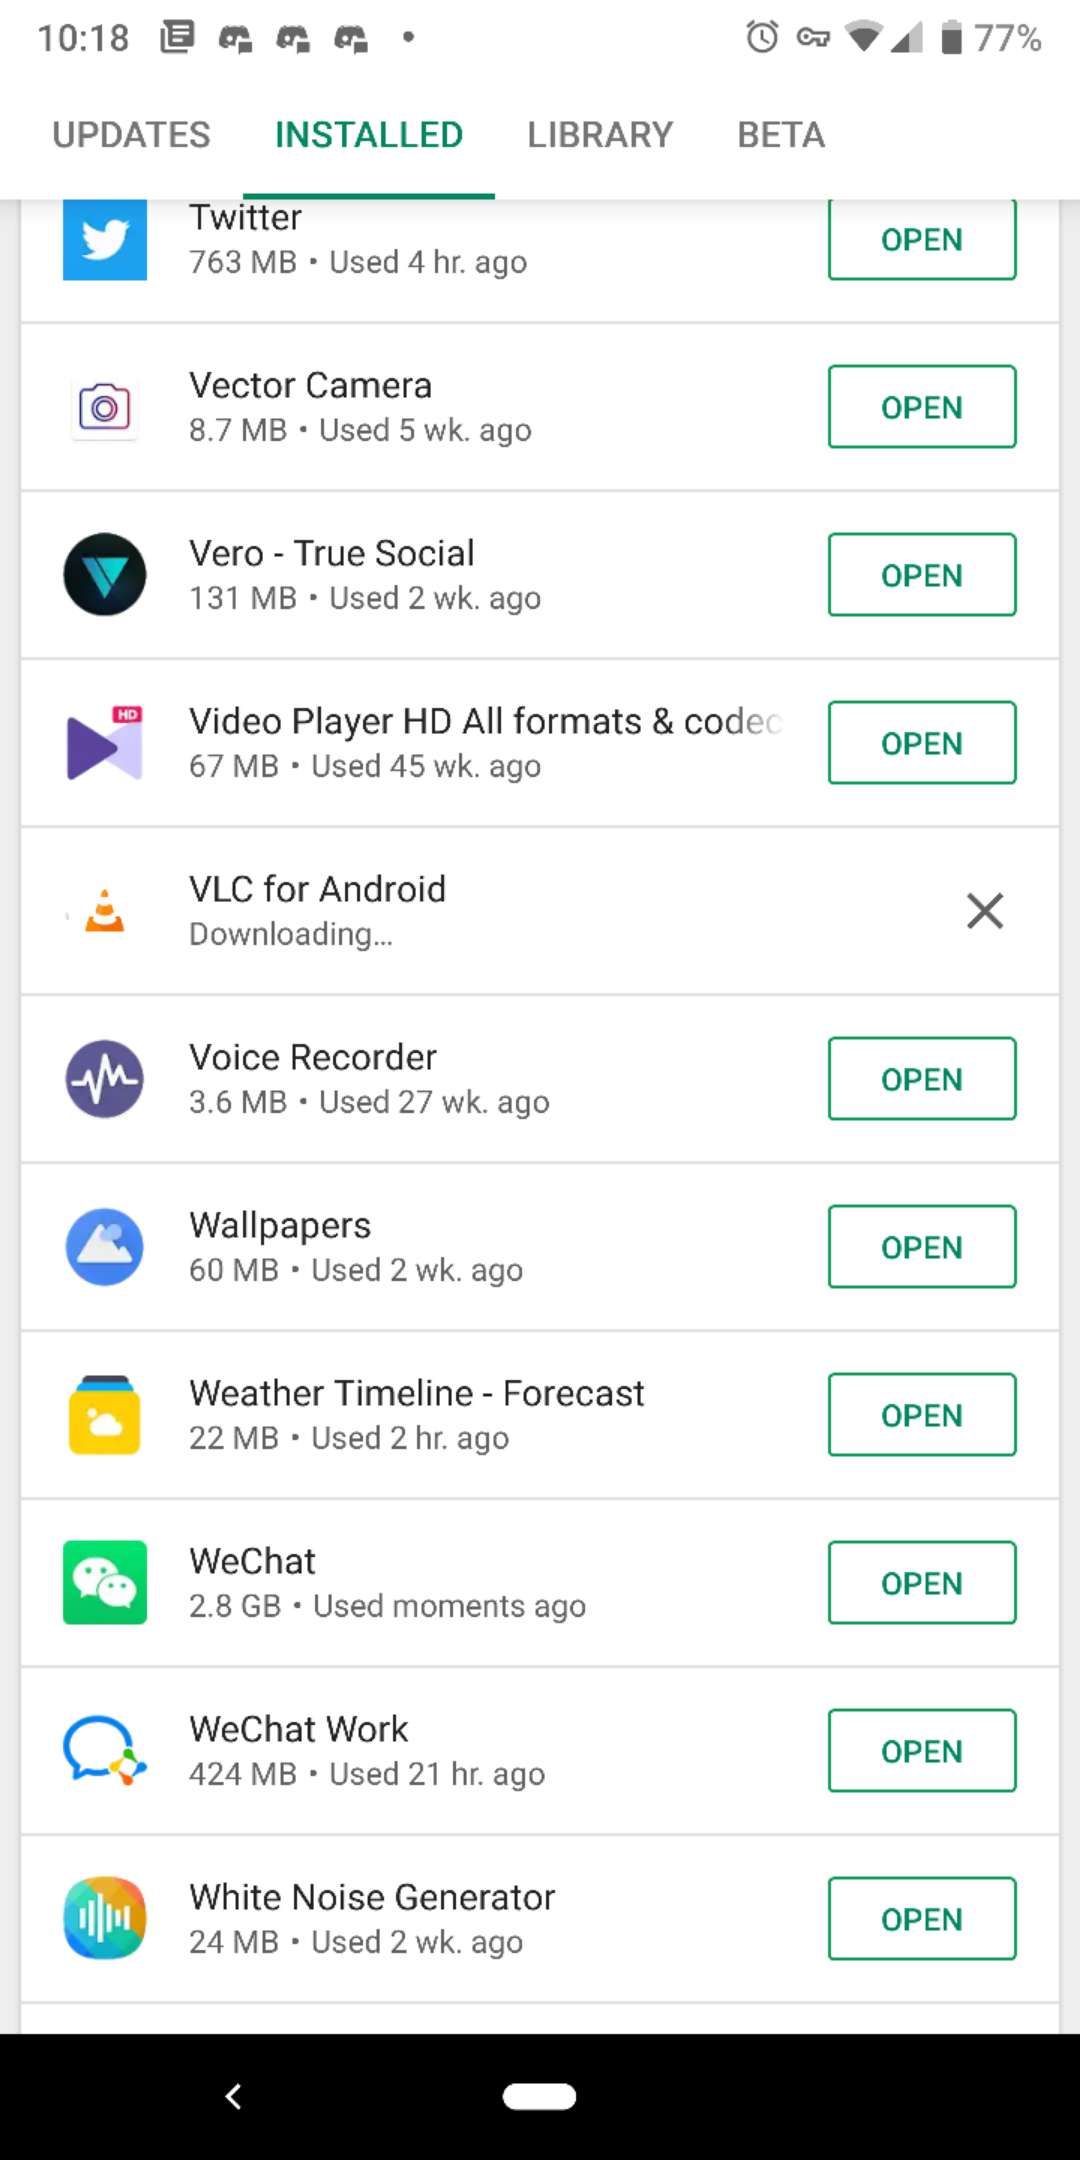 10:18 77%
UPDATES INSTALLED LIBRARY BETA
Twitter
763 MB • Used 4 hr. ago
OPEN
Vector Camera
8.7 MB • Used 5 wk. ago
OPEN
Vero - True Social
131 MB • Used 2 wk. ago
OPEN
HD
Video Player HD All formats & codec
67 MB • Used 45 wk. ago
OPEN
VLC for Android
Downloading...
Voice Recorder
3.6 MB • Used 27 wk. ago
OPEN
Wallpapers
60 MB • Used 2 wk. ago
OPEN
Weather Timeline - Forecast
22 MB • Used 2 hr. ago
OPEN
WeChat
2.8 GB • Used moments ago
OPEN
WeChat Work
424 MB • Used 21 hr. ago
OPEN
White Noise Generator
24 MB • Used 2 wk. ago
OPEN